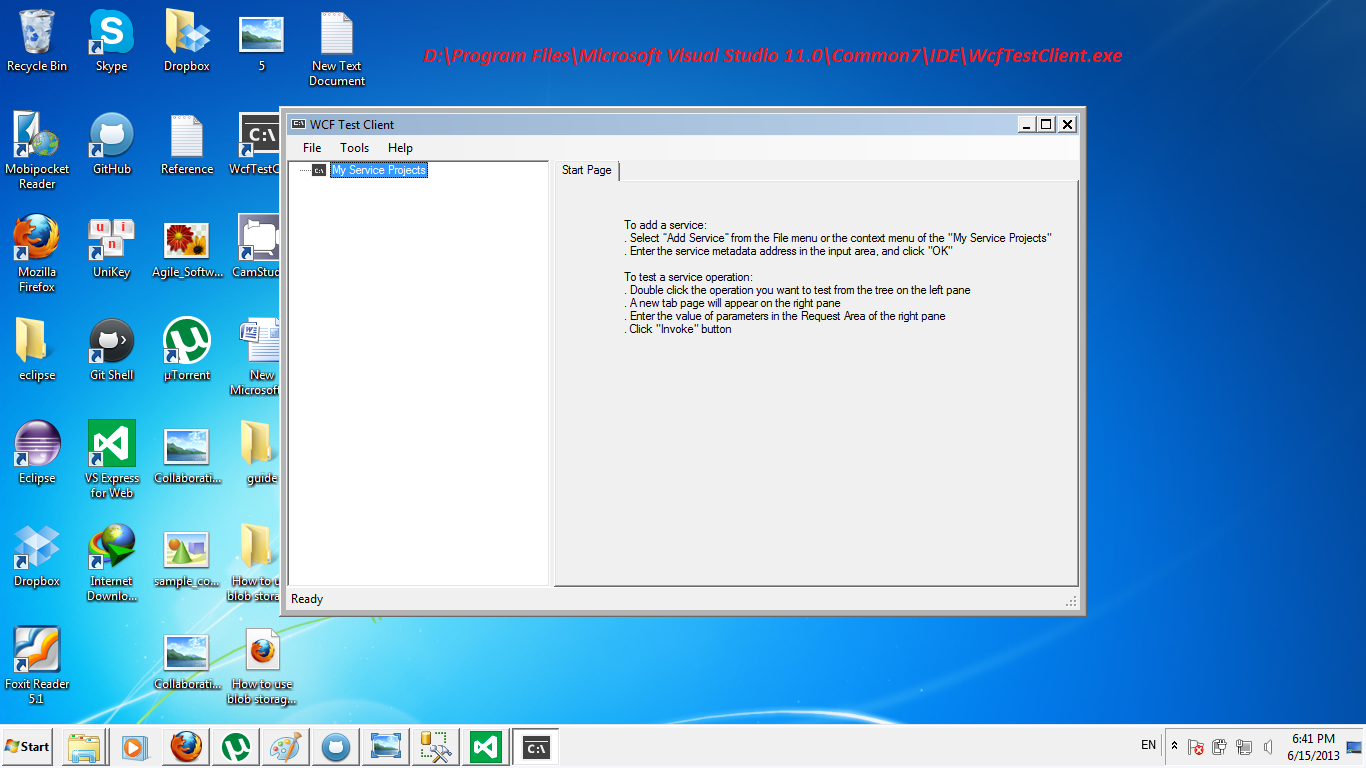 Recycle Bin
Skype
Dropbox
5
New Text
Document
D:\Program Files\Microsoft Visual Studio 11.0\Common7\IDE\WcfTestClient.exe
Mobipocket
Reader
GitHub
Reference
C:\
WcfTestC
WCF Test Client
File Tools Help
My Service Projects
Start Page
To add a service:
. Select "Add Service" from the File menu or the context menu of the "My Service Projects"
. Enter the service metadata address in the input area, and click "OK"
To test a service operation:
. Double click the operation you want to test from the tree on the left pane
. A new tab page will appear on the right pane
. Enter the value of parameters in the Request Area of the right pane
. Click "Invoke" button
Ready
Mozilla
Firefox
u n i
UniKey
Agile_Softw...
CamStud
eclipse
Git Shell
µTorrent
New
Microsoft
Eclipse
VS Express
for Web
Collaborati...
guide
Dropbox
Internet
Downlo...
sample_co...
How to u
blob stora
Foxit Reader
5.1
Collaborati...
How to use
blob storag...
Start
C:\
EN
6:41 PM
6/15/2013